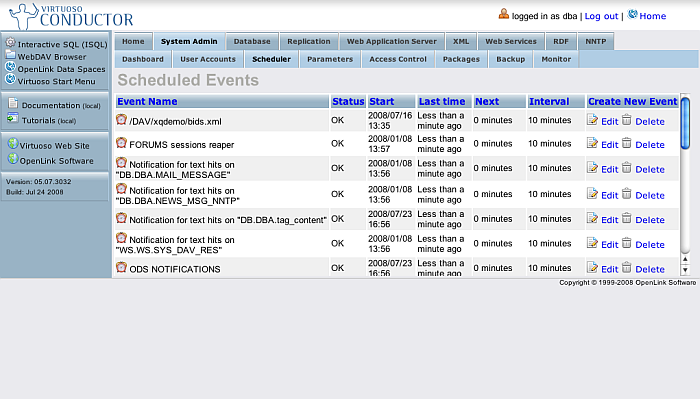 VIRTUOSO
CONDUCTOR
logged in as dba | Log out | Home
Interactive SQL (ISQL)
WebDAV Browser
OpenLink Data Spaces
Virtuoso Start Menu
Documentation (local)
Tutorials (local)
Virtuoso Web Site
OpenLink Software
Version: 05.07.3032
Build: Jul 24 2008
Home System Admin Database Replication Web Application Server XML Web Services RDF NNTP
Dashboard User Accounts Scheduler Parameters Access Control Packages Backup Monitor
Scheduled Events
Event Name Status Start Last time Next Interval Create New Event
/DAV/xqdemo/bids.xml OK 2008/07/16 13:35 Less than a minute ago 0 minutes 10 minutes Edit Delete
FORUMS sessions reaper OK 2008/01/08 13:57 Less than a minute ago 0 minutes 10 minutes Edit Delete
Notification for text hits on "DB.DBA.MAIL_MESSAGE" OK 2008/01/08 13:56 Less than a minute ago 0 minutes 10 minutes Edit Delete
Notification for text hits on "DB.DBA.NEWS_MSG_NNTP" OK 2008/01/08 13:56 Less than a minute ago 0 minutes 10 minutes Edit Delete
Notification for text hits on "DB.DBA.tag_content" OK 2008/07/23 16:56 Less than a minute ago 0 minutes 10 minutes Edit Delete
Notification for text hits on "WS.WS.SYS_DAV_RES" OK 2008/01/08 13:56 Less than a minute ago 0 minutes 10 minutes Edit Delete
ODS NOTIFICATIONS OK 2008/07/23 16:56 Less than a minute ago 0 minutes 10 minutes Edit Delete
Copyright © 1999-2008 OpenLink Software